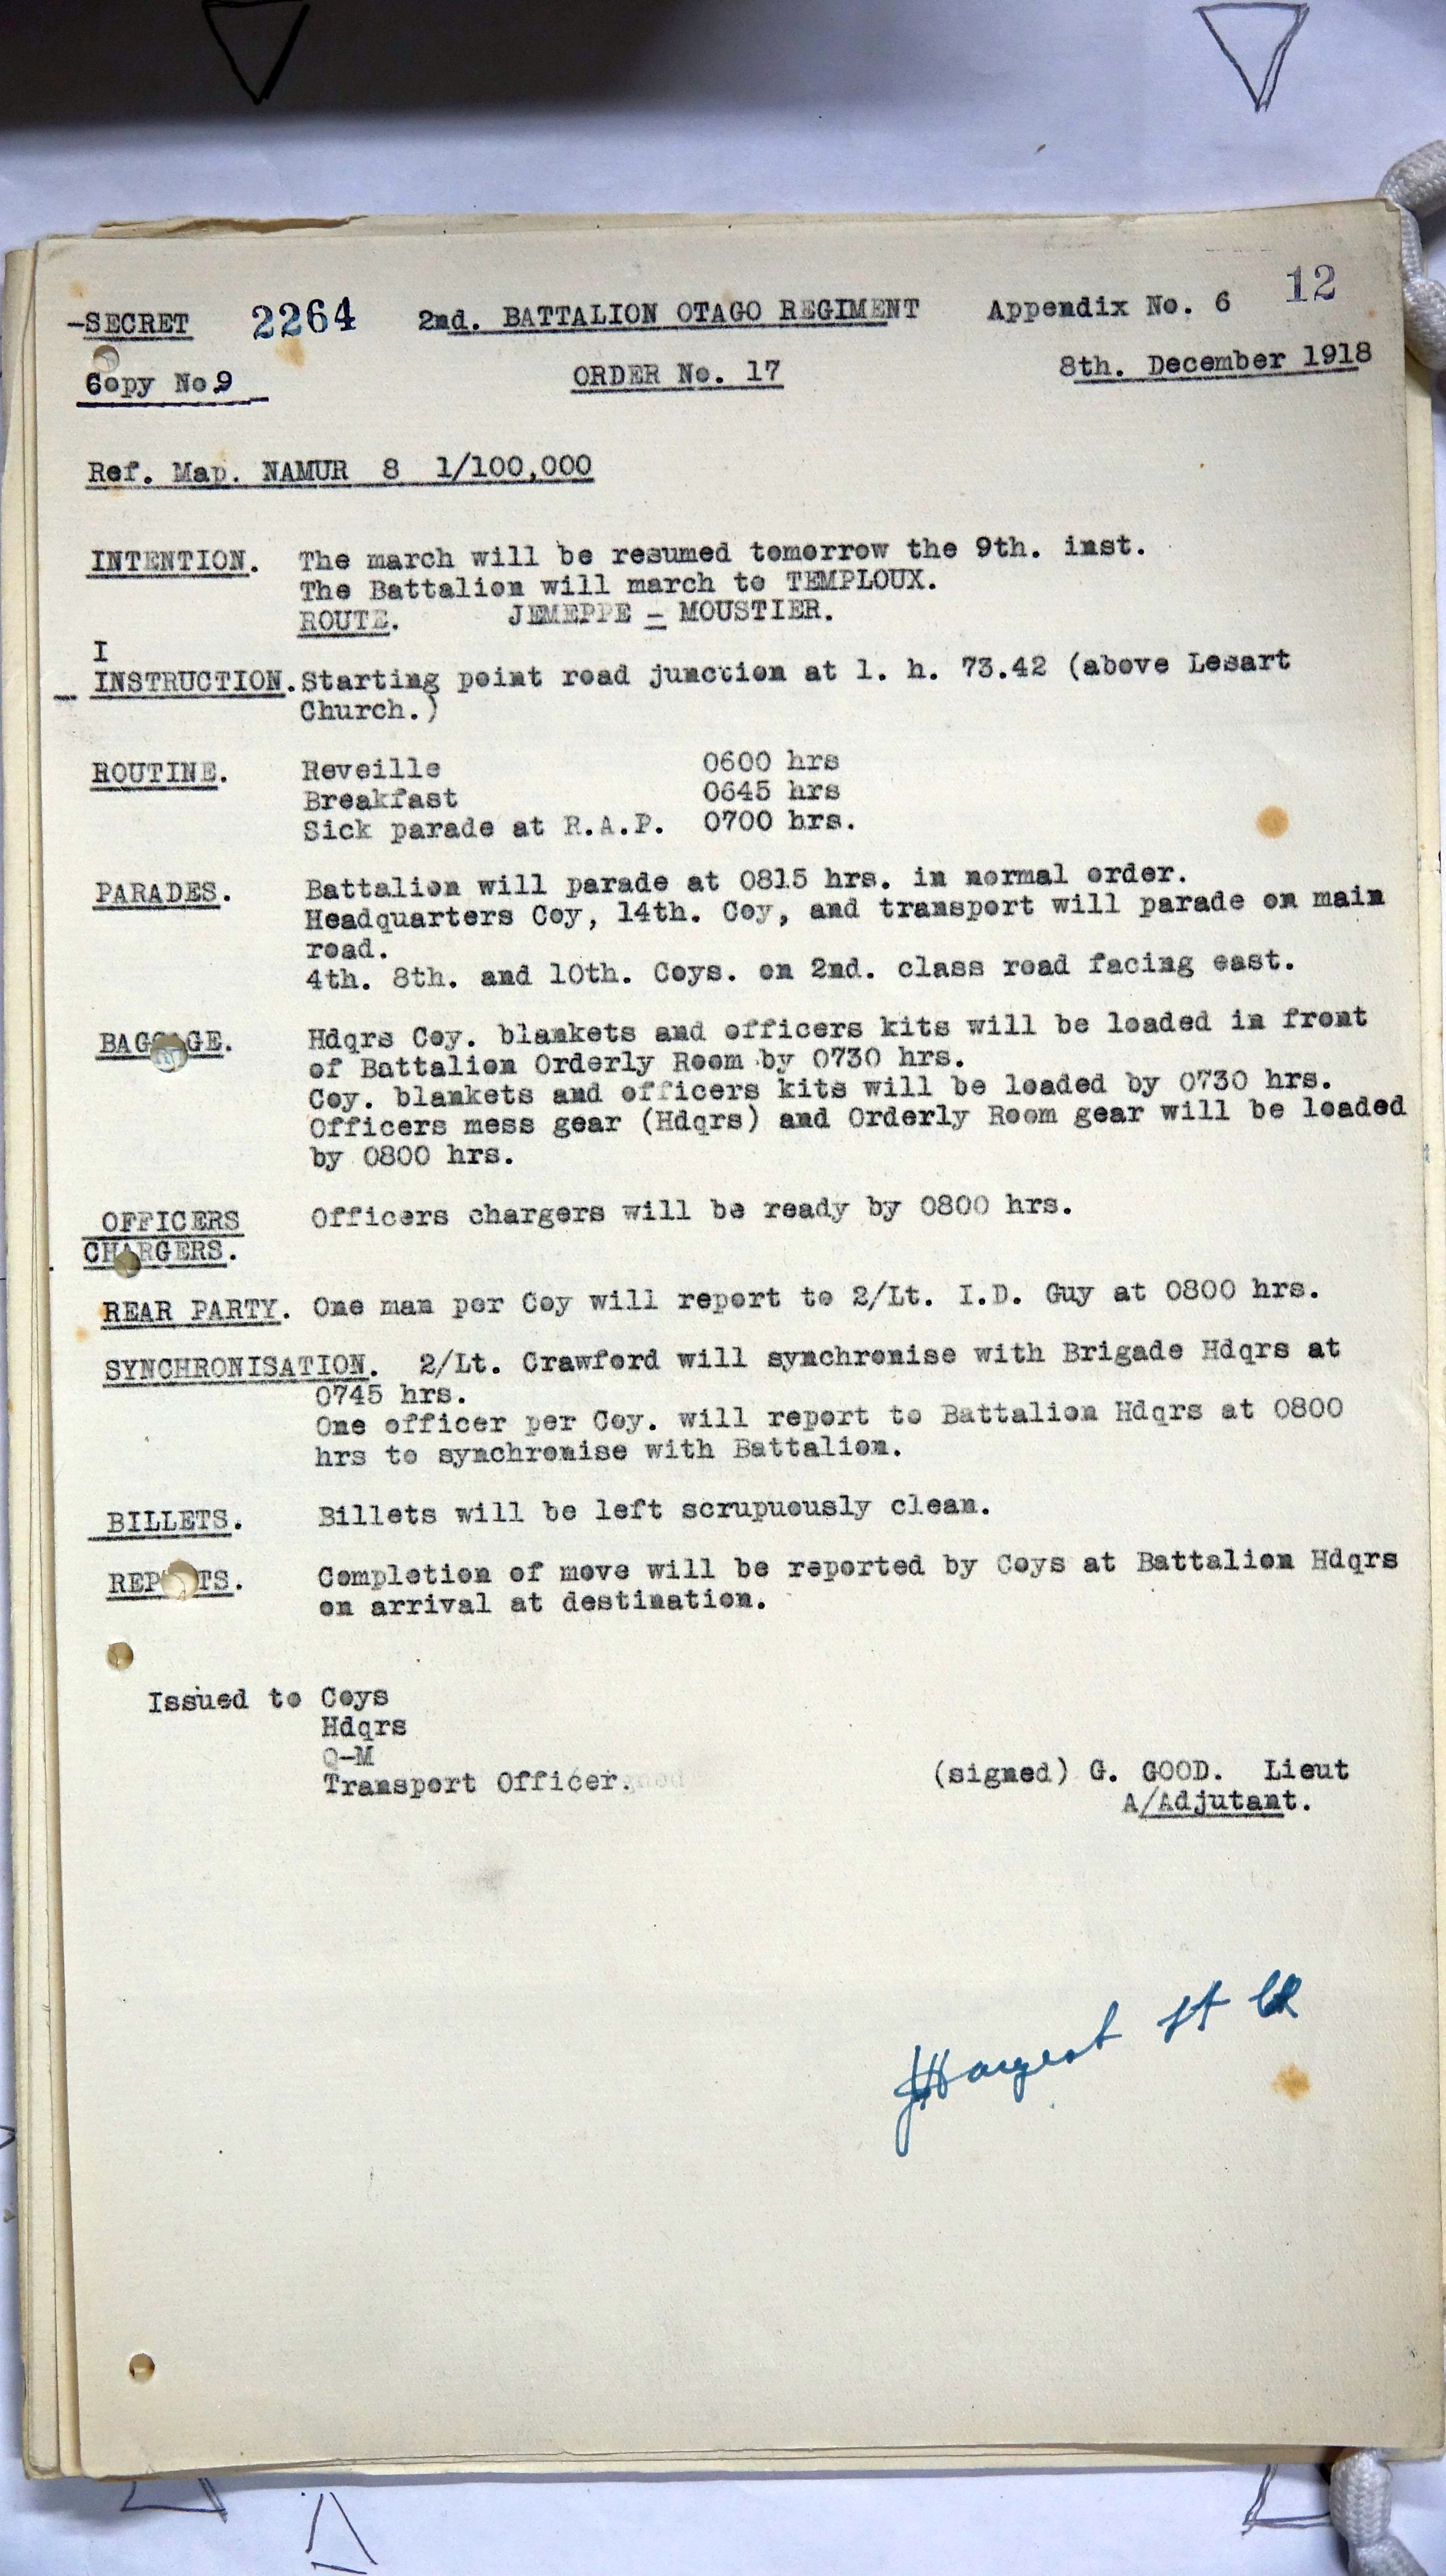 12
-SECRET 2264 2nd. BATTALION OTAGO REGIMENT Appendix No. 6
Copy No.9 ORDER No. 17 8th. December 1918
Ref. Map. NAMUR 8 1/100,000
INTENTION. The march will be resumed tomorrow the 9th. inst.
The Battalion will march to TEMPLOUX.
ROUTE. JEMEPPE - MOUSTIER.
I
_ INSTRUCTION. Starting point road junction at l. h. 73.42 (above Lesart
Church.)
ROUTINE. Reveille 0600 hrs
Breakfast 0645 hrs
Sick parade at R.A.P. 0700 hrs.
PARADES. Battalion will parade at 0815 hrs. in normal order.
Headquarters Coy, 14th. Coy, and transport will parade on main
road.
4th. 8th. and 10th. Coys. on 2nd. class road facing east.
BAGGAGE. Hdqrs Coy. blankets and officers kits will be loaded in front
of Battalion Orderly Room by 0730 hrs.
Coy. blankets and officers kits will be loaded by 0730 hrs.
Officers mess gear (Hdqrs) and Orderly Room gear will be loaded
by 0800 hrs.
OFFICERS Officers chargers will be ready by 0800 hrs.
CHARGERS.
REAR PARTY. One man per Coy will report to 2/Lt. I.D. Guy at 0800 hrs.
SYNCHRONISATION. 2/Lt. Crawford will synchronise with Brigade Hdqrs at
0745 hrs.
One officer per Coy. will report to Battalion Hdqrs at 0800
hrs to synchronise with Battalion.
BILLETS. Billets will be left scrupuously clean.
REPORTS. Completion of move will be reported by Coys at Battalion Hdqrs
on arrival at destination.
Issued to Coys
Hdqrs
Q-M
Transport Officer.
(signed) G. GOOD. Lieut
A/Adjutant.
JHargest